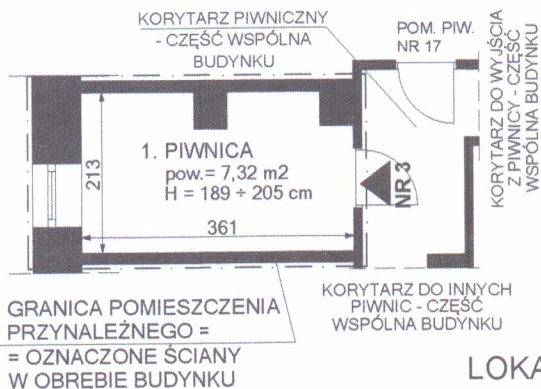 KORYTARZ PIWNICZNY
- CZĘŚĆ WSPÓLNA
BUDYNKU
POM. PIW.
NR 17
KORYTARZ DO WYJŚCIA
Z PIWNICY - CZĘŚĆ
WSPÓLNA BUDYNKU
1. PIWNICA
pow.= 7,32 m2
H = 189 ÷ 205 cm
213
361
NR 3
GRANICA POMIESZCZENIA
PRZYNALEŻNEGO =
= OZNACZONE ŚCIANY
W OBRĘBIE BUDYNKU
KORYTARZ DO INNYCH
PIWNIC - CZĘŚĆ
WSPÓLNA BUDYNKU
LOKA